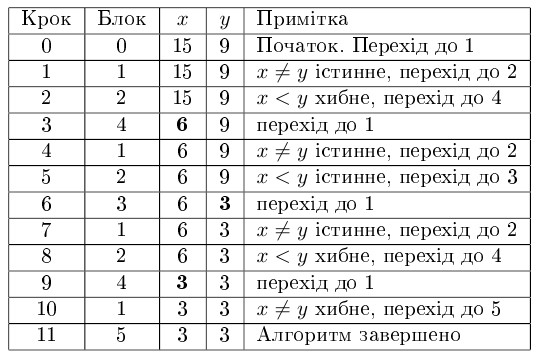 Крок Блок x y Примітка
0 0 15 9 Початок. Перехід до 1
1 1 15 9 x ≠ y істинне, перехід до 2
2 2 15 9 x < y хибне, перехід до 4
3 4 6 9 перехід до 1
4 1 6 9 x ≠ y істинне, перехід до 2
5 2 6 9 x < y істинне, перехід до 3
6 3 6 3 перехід до 1
7 1 6 3 x ≠ y істинне, перехід до 2
8 2 6 3 x < y хибне, перехід до 4
9 4 3 3 перехід до 1
10 1 3 3 x ≠ y хибне, перехід до 5
11 5 3 3 Алгоритм завершено